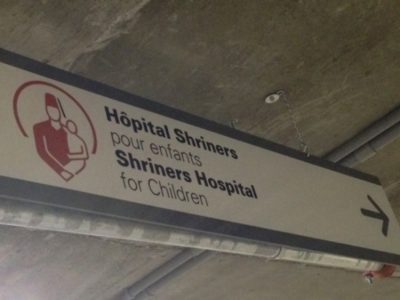 Hôpital Shriners
pour enfants
Shriners Hospital
for Children